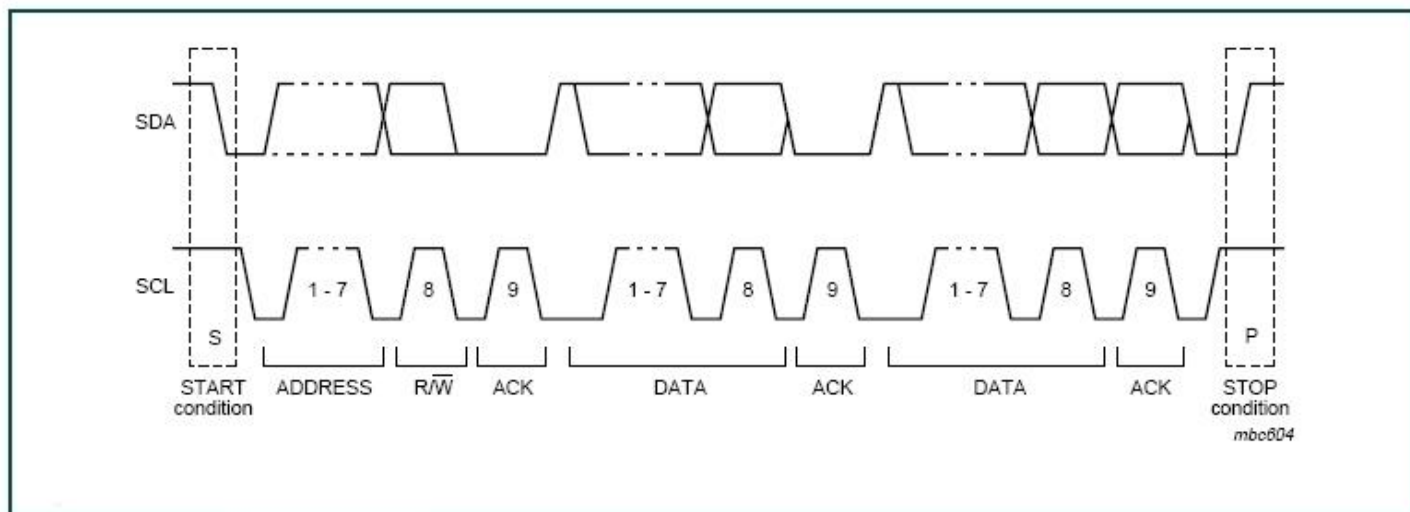 SDA
SCL
1 - 7 8 9 1 - 7 8 9 1 - 7 8 9
S P
START condition ADDRESS R/W̅ ACK DATA ACK DATA ACK STOP condition
mbc604